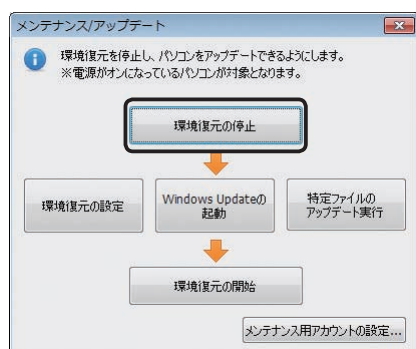 メンテナンス/アップデート
環境復元を停止し、パソコンをアップデートできるようにします。
※電源がオンになっているパソコンが対象となります。
環境復元の停止
環境復元の設定
Windows Updateの
起動
特定ファイルの
アップデート実行
環境復元の開始
メンテナンス用アカウントの設定...